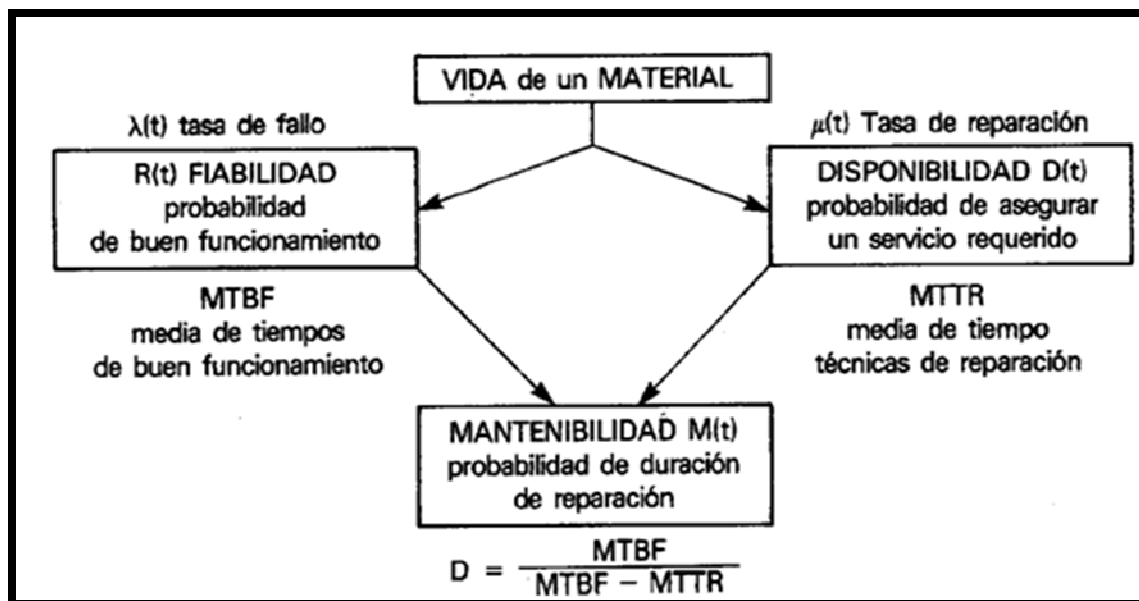 VIDA de un MATERIAL
λ(t) tasa de fallo
R(t) FIABILIDAD
probabilidad
de buen funcionamiento
MTBF
media de tiempos
de buen funcionamiento
μ(t) Tasa de reparación
DISPONIBILIDAD D(t)
probabilidad de asegurar
un servicio requerido
MTTR
media de tiempo
técnicas de reparación
MANTENIBILIDAD M(t)
probabilidad de duración
de reparación
D = MTBF / MTBF − MTTR